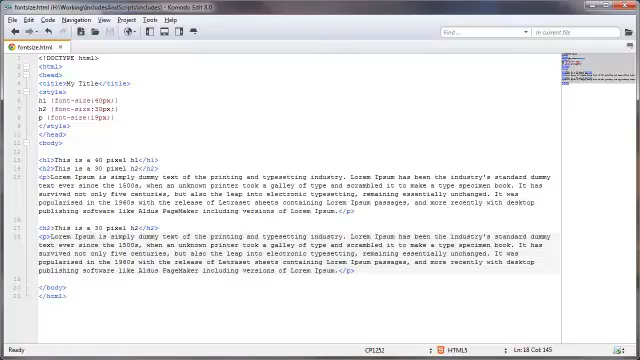 fontsize.html (H:\Working\IncludesAndScripts\includes) - Komodo Edit 8.0
File Edit Code Navigation View Project Tools Help
Find ...
in current file
fontsize.html
<!DOCTYPE html>
<html>
<head>
<title>My Title</title>
<style>
h1 {font-size:40px;}
h2 {font-size:30px;}
p {font-size:19px;}
</style>
</head>
<body>
<h1>This is a 40 pixel h1</h1>
<h2>This is a 30 pixel h2</h2>
<p>Lorem Ipsum is simply dummy text of the printing and typesetting industry. Lorem Ipsum has been the industry's standard dummy
text ever since the 1500s, when an unknown printer took a galley of type and scrambled it to make a type specimen book. It has
survived not only five centuries, but also the leap into electronic typesetting, remaining essentially unchanged. It was
popularised in the 1960s with the release of Letraset sheets containing Lorem Ipsum passages, and more recently with desktop
publishing software like Aldus PageMaker including versions of Lorem Ipsum.</p>
<h2>This is a 30 pixel h2</h2>
<p>Lorem Ipsum is simply dummy text of the printing and typesetting industry. Lorem Ipsum has been the industry's standard dummy
text ever since the 1500s, when an unknown printer took a galley of type and scrambled it to make a type specimen book. It has
survived not only five centuries, but also the leap into electronic typesetting, remaining essentially unchanged. It was
popularised in the 1960s with the release of Letraset sheets containing Lorem Ipsum passages, and more recently with desktop
publishing software like Aldus PageMaker including versions of Lorem Ipsum.</p>
</body>
</html>
Ready
CP1252
HTML5
Ln: 18 Col: 145